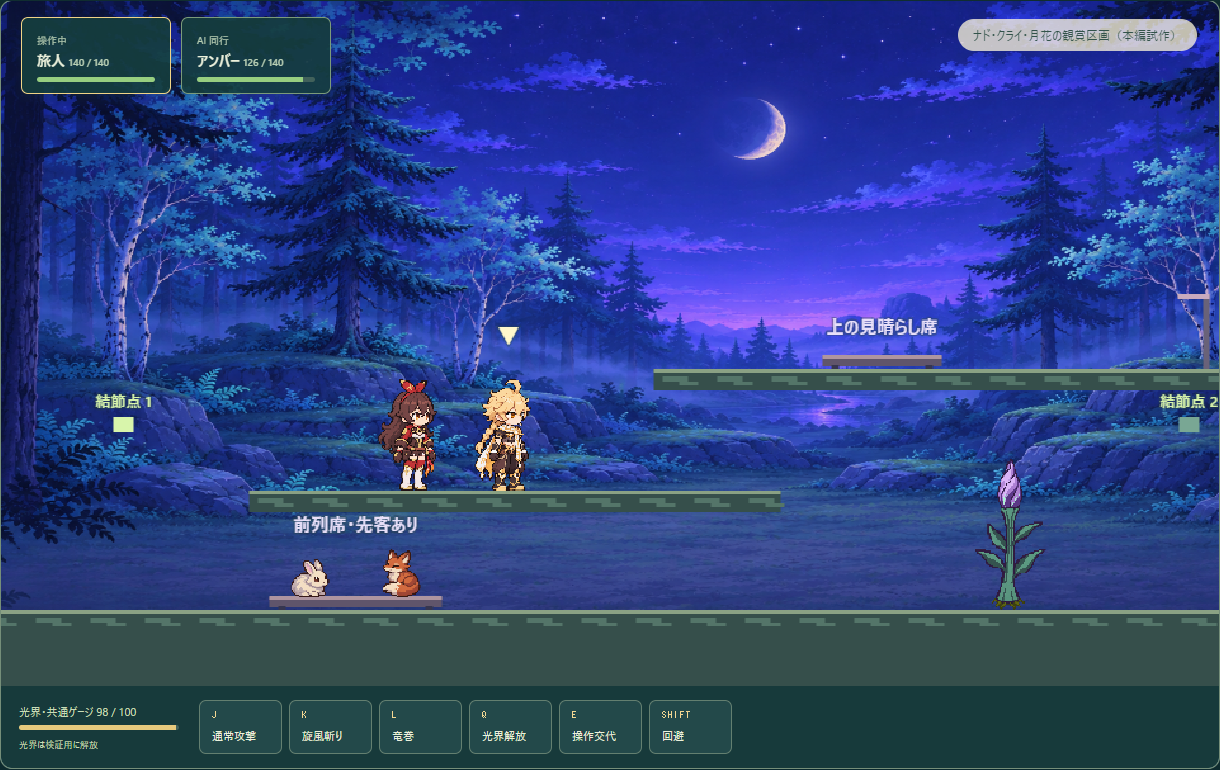 操作中
旅人 140 / 140
AI 同行
アンバー 126 / 140
ナド・クライ・月花の観賞区画（本編試作）
上の見晴らし席
結節点 1
結節点 2
前列席・先客あり
光界・共通ゲージ 98 / 100
光界は検証用に解放
J
通常攻撃
K
旋風斬り
L
竜巻
Q
光界解放
E
操作交代
SHIFT
回避